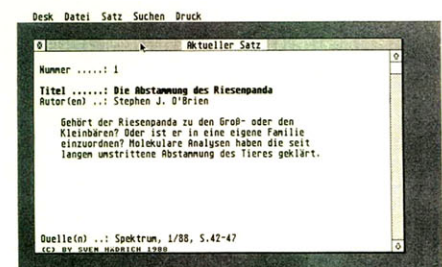 Desk Datei Satz Suchen Druck
Aktueller Satz
Nummer .....: 1
Titel ......: Die Abstammung des Riesenpanda
Autor(en) ..: Stephen J. O'Brien
Gehört der Riesenpanda zu den Groß- oder den
Kleinbären? Oder ist er in eine eigene Familie
einzuordnen? Molekulare Analysen haben die seit
langem umstrittene Abstammung des Tieres geklärt.
Quelle(n) ..: Spektrum, 1/88, S.42-47
(C) BY SVEN HÄDRICH 1988